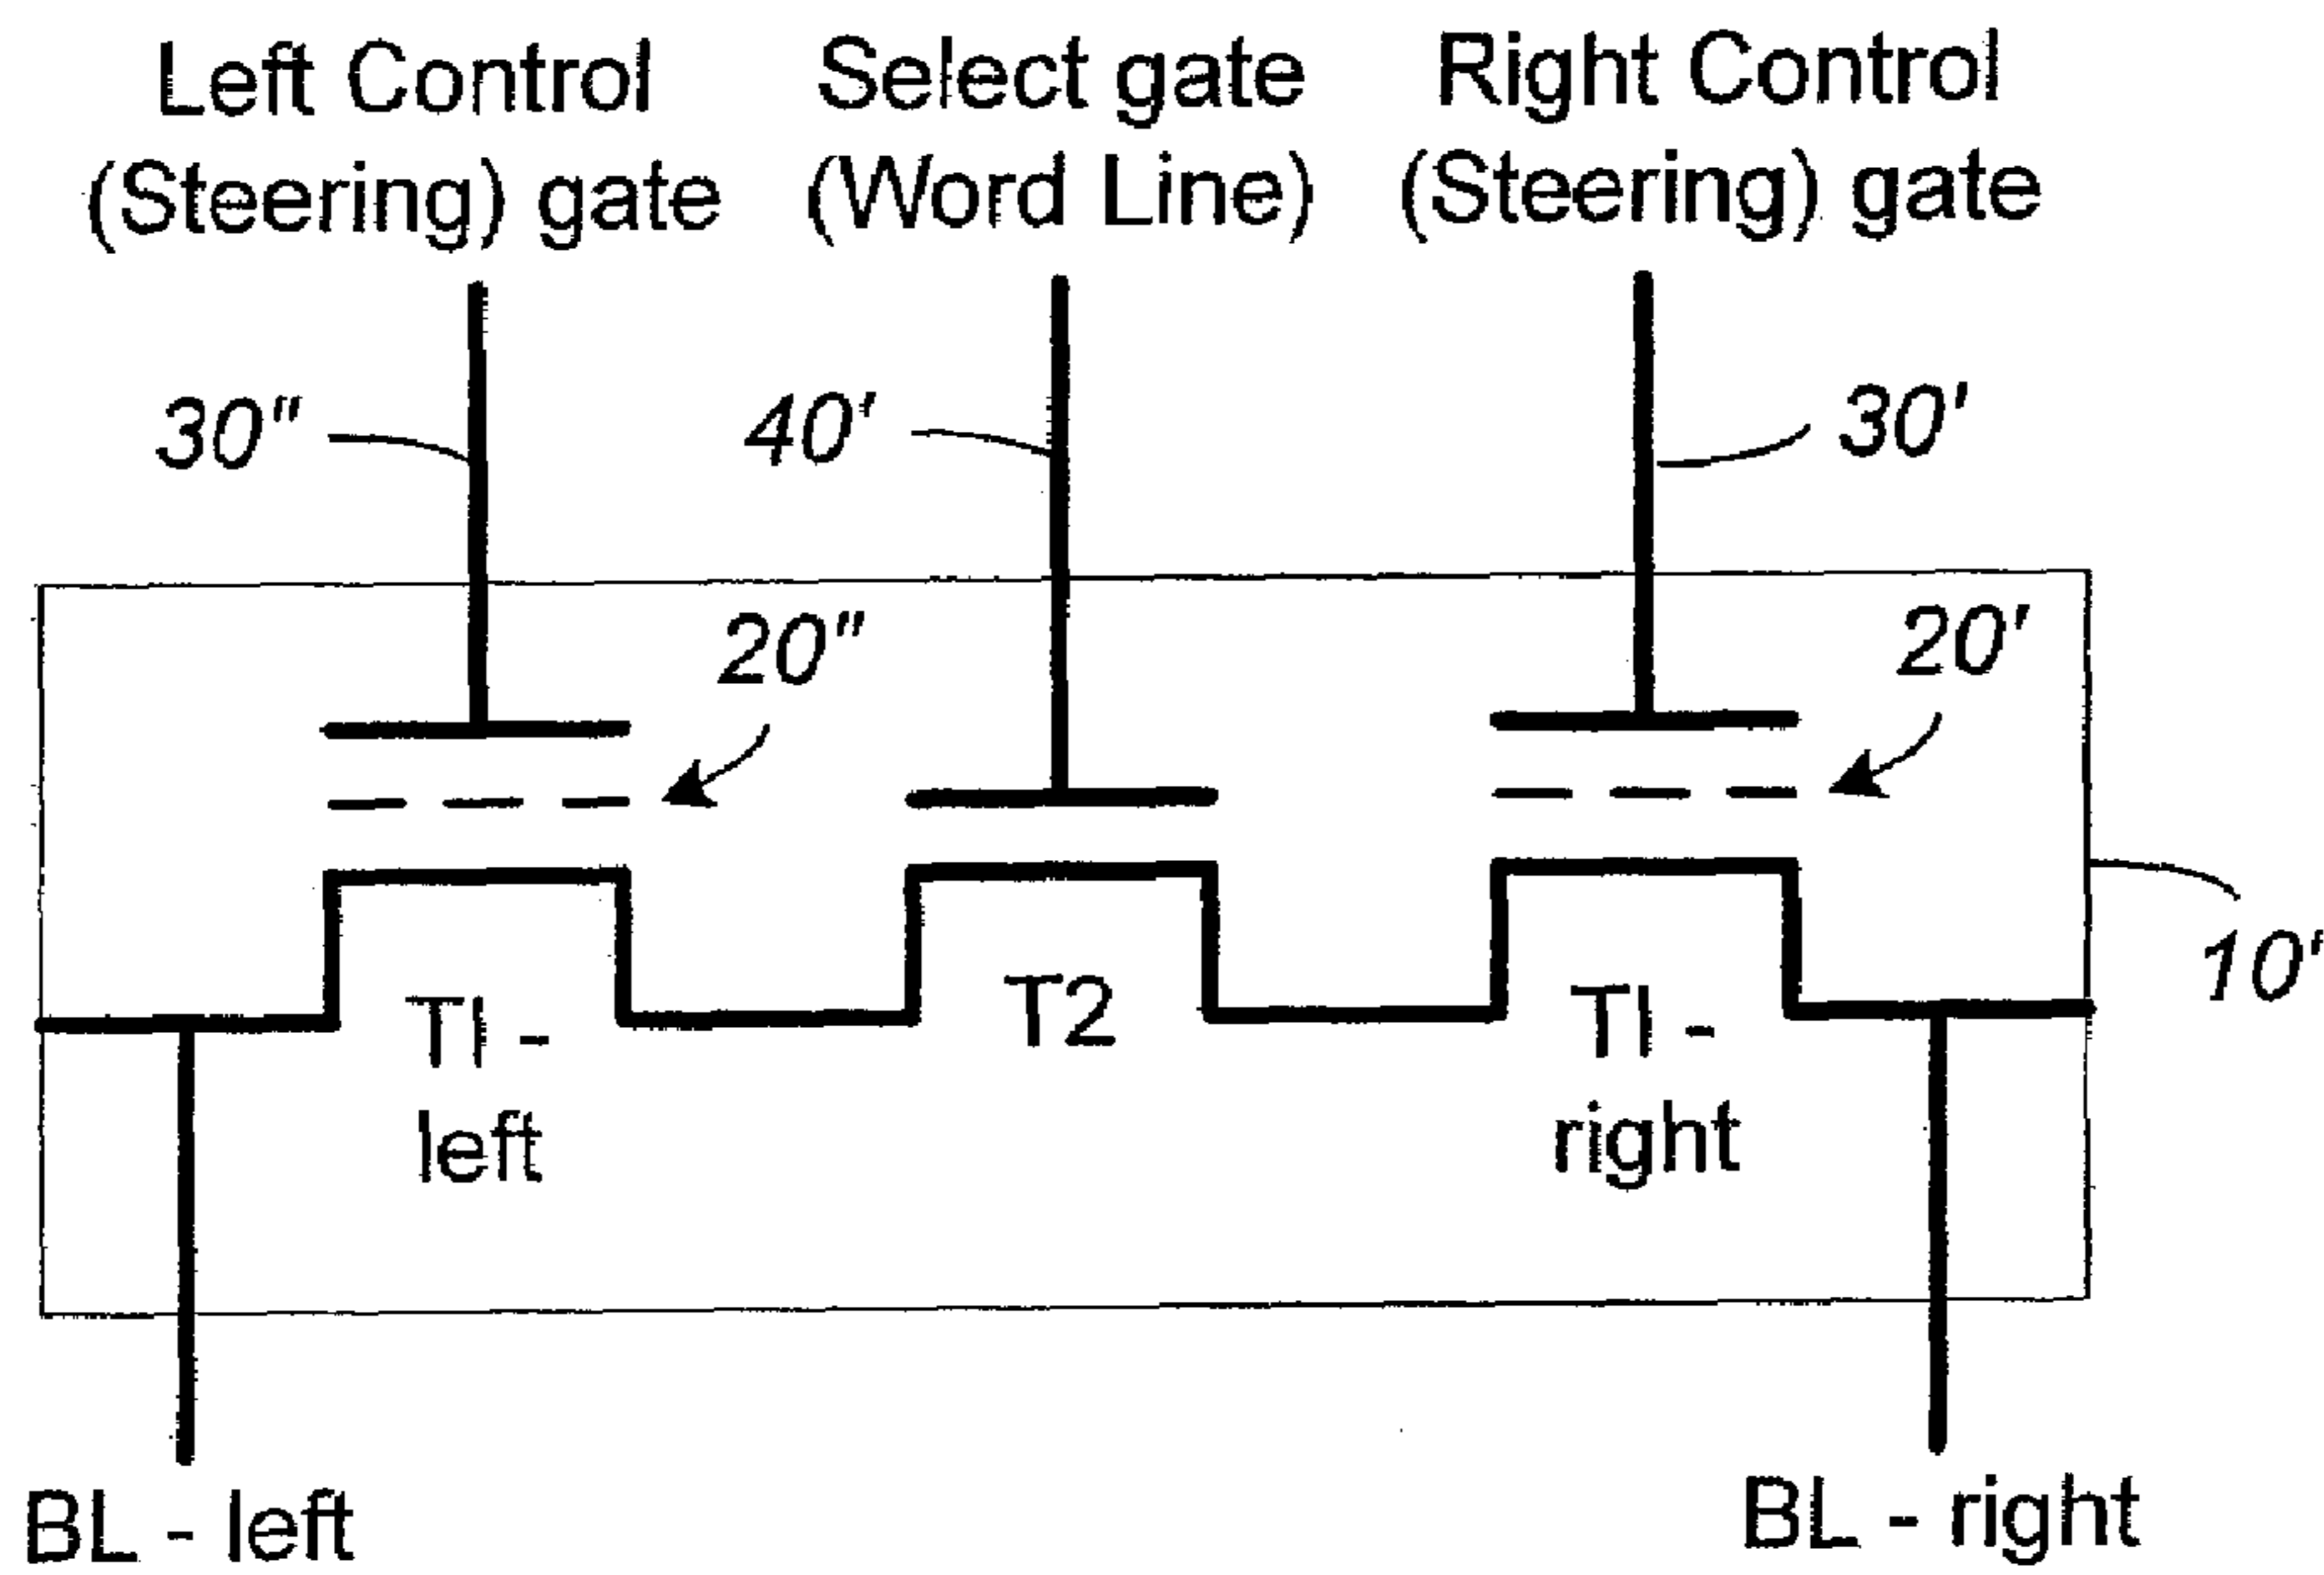 Left Control
(Steering) gate
Select gate
(Word Line)
Right Control
(Steering) gate
30"
40'
30'
20"
20'
10'
TI -
left
T2
TI -
right
BL - left
BL - right